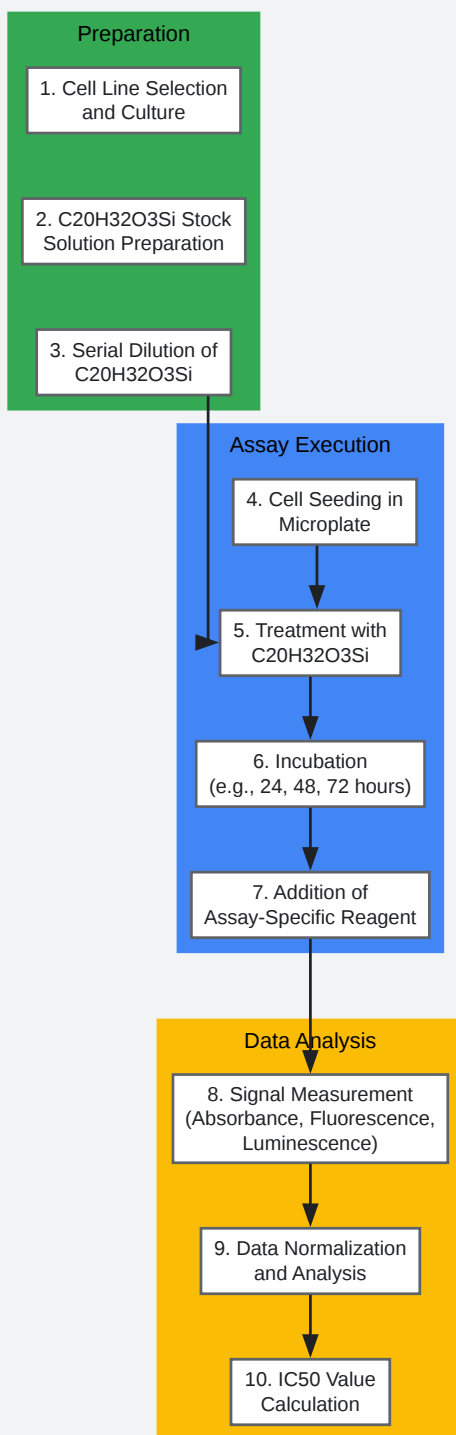 Preparation
1. Cell Line Selection
and Culture
2. C20H32O3Si Stock
Solution Preparation
3. Serial Dilution of
C20H32O3Si
Assay Execution
4. Cell Seeding in
Microplate
5. Treatment with
C20H32O3Si
6. Incubation
(e.g., 24, 48, 72 hours)
7. Addition of
Assay-Specific Reagent
Data Analysis
8. Signal Measurement
(Absorbance, Fluorescence,
Luminescence)
9. Data Normalization
and Analysis
10. IC50 Value
Calculation